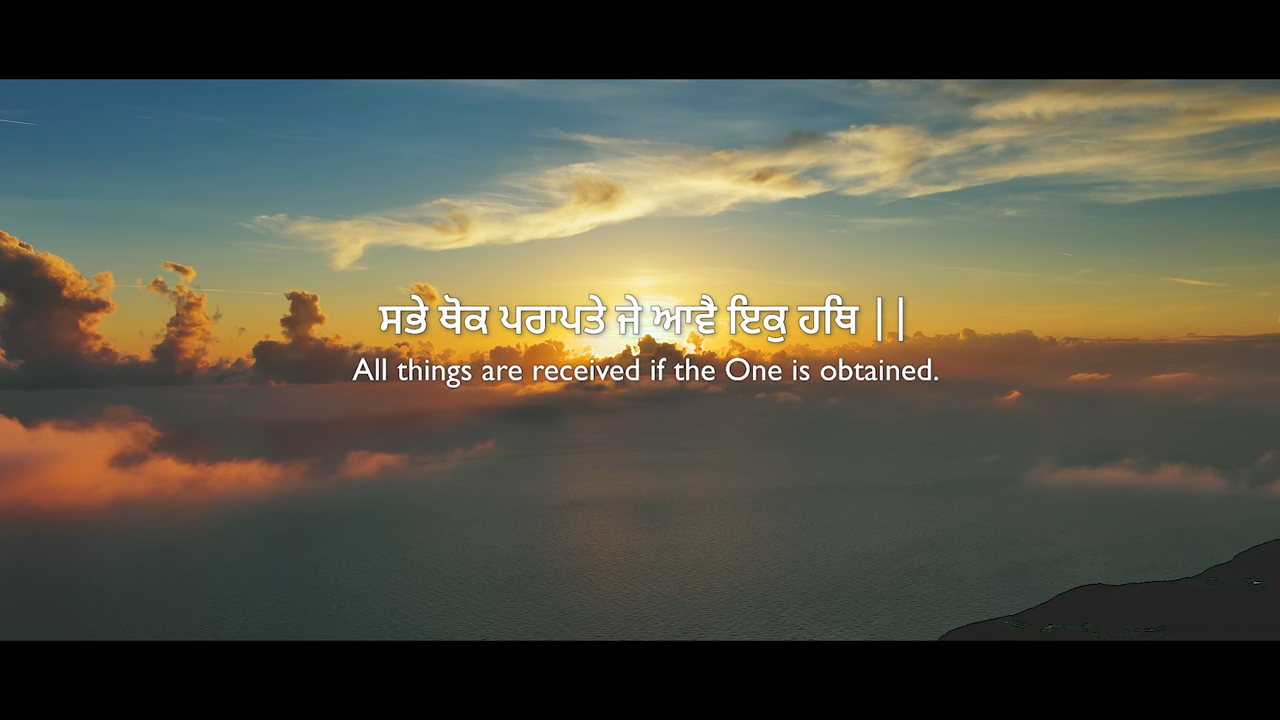 ਸਭੇ ਥੋਕ ਪਰਾਪਤੇ ਜੇ ਆਵੈ ਇਕੁ ਹਥਿ ||
All things are received if the One is obtained.